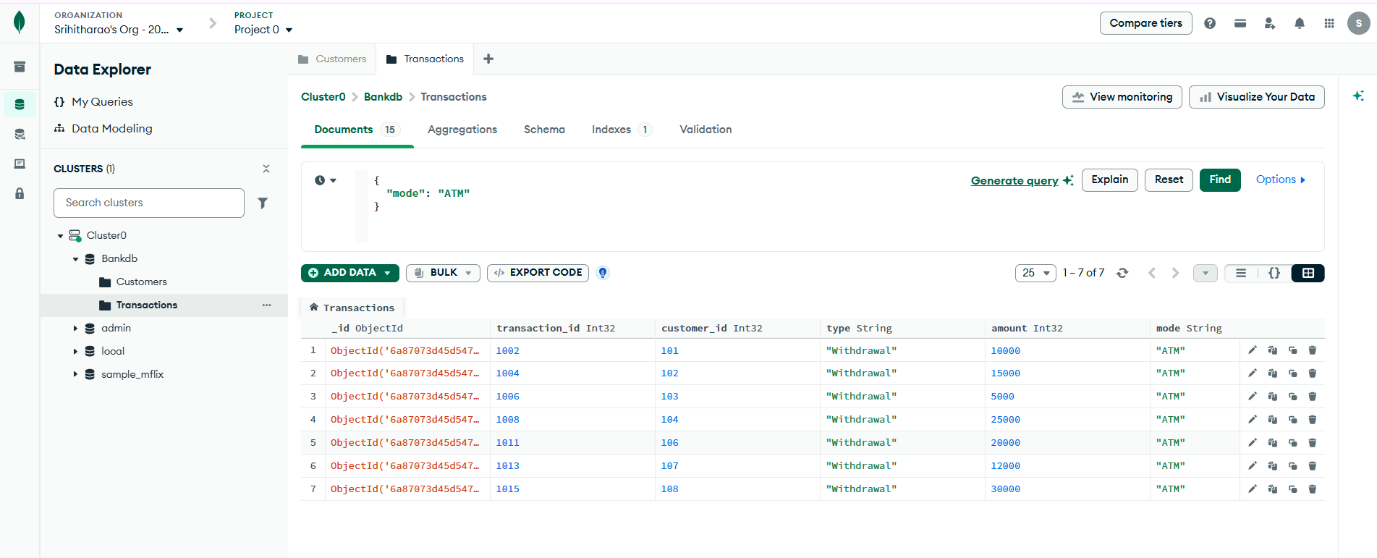 ORGANIZATION
Srihitharao's Org - 20...
PROJECT
Project 0
Compare tiers
S
Data Explorer
My Queries
Data Modeling
CLUSTERS (1)
Search clusters
Cluster0
Bankdb
Customers
Transactions
admin
local
sample_mflix
Customers
Transactions
Cluster0 > Bankdb > Transactions
View monitoring
Visualize Your Data
Documents 15
Aggregations
Schema
Indexes 1
Validation
{
"mode": "ATM"
}
Generate query
Explain
Reset
Find
Options
ADD DATA
BULK
EXPORT CODE
25
1 – 7 of 7
Transactions
_id ObjectId transaction_id Int32 customer_id Int32 type String amount Int32 mode String
1 ObjectId('6a87073d45d547… 1002 101 "Withdrawal" 10000 "ATM"
2 ObjectId('6a87073d45d547… 1004 102 "Withdrawal" 15000 "ATM"
3 ObjectId('6a87073d45d547… 1006 103 "Withdrawal" 5000 "ATM"
4 ObjectId('6a87073d45d547… 1008 104 "Withdrawal" 25000 "ATM"
5 ObjectId('6a87073d45d547… 1011 106 "Withdrawal" 20000 "ATM"
6 ObjectId('6a87073d45d547… 1013 107 "Withdrawal" 12000 "ATM"
7 ObjectId('6a87073d45d547… 1015 108 "Withdrawal" 30000 "ATM"